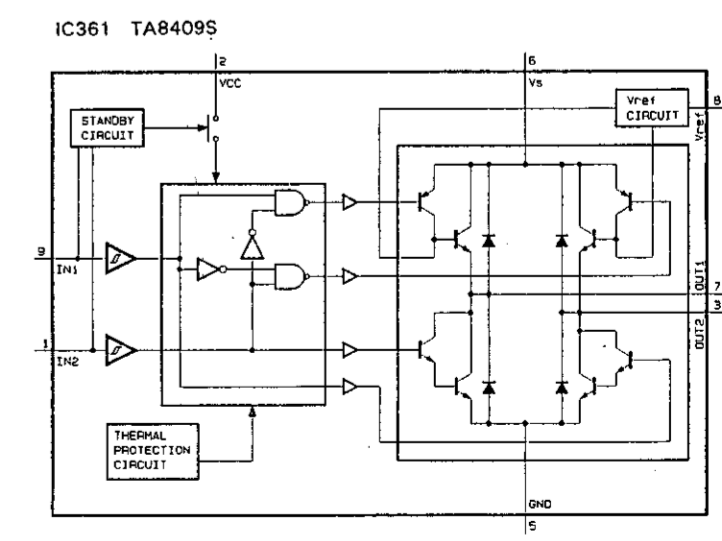 IC361 TA8409S
2
VCC
6
Vs
8
Vref
Vref
CIRCUIT
STANDBY
CIRCUIT
9
IN1
OUT1
7
3
OUT2
1
IN2
THERMAL
PROTECTION
CIRCUIT
GND
5